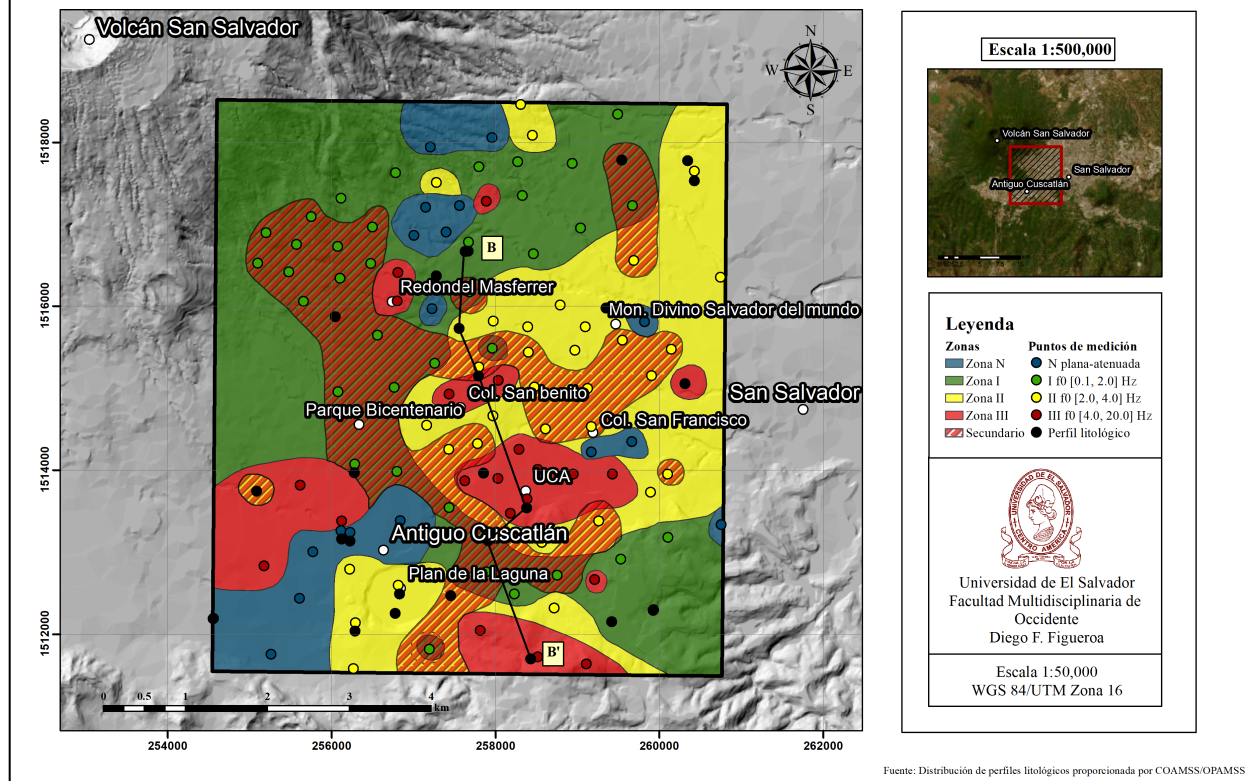 Volcán San Salvador
N
W
E
S
1518000
1516000
1514000
1512000
B
Redondel Masferrer
Mon. Divino Salvador del mundo
Col. San benito
San Salvador
Parque Bicentenario
Col. San Francisco
UCA
Antiguo Cuscatlán
Plan de la Laguna
B'
0 0.5 1 2 3 4
km
254000 256000 258000 260000 262000
Escala 1:500,000
Volcán San Salvador
San Salvador
Antiguo Cuscatlán
Leyenda
Zonas
Zona N
Zona I
Zona II
Zona III
Secundario
Puntos de medición
N plana-atenuada
I f0 [0.1, 2.0] Hz
II f0 [2.0, 4.0] Hz
III f0 [4.0, 20.0] Hz
Perfil litológico
UNIVERSIDAD DE EL SALVADOR
CENTRO AMÉRICA
Universidad de El Salvador
Facultad Multidisciplinaria de
Occidente
Diego F. Figueroa
Escala 1:50,000
WGS 84/UTM Zona 16
Fuente: Distribución de perfiles litológicos proporcionada por COAMSS/OPAMSS